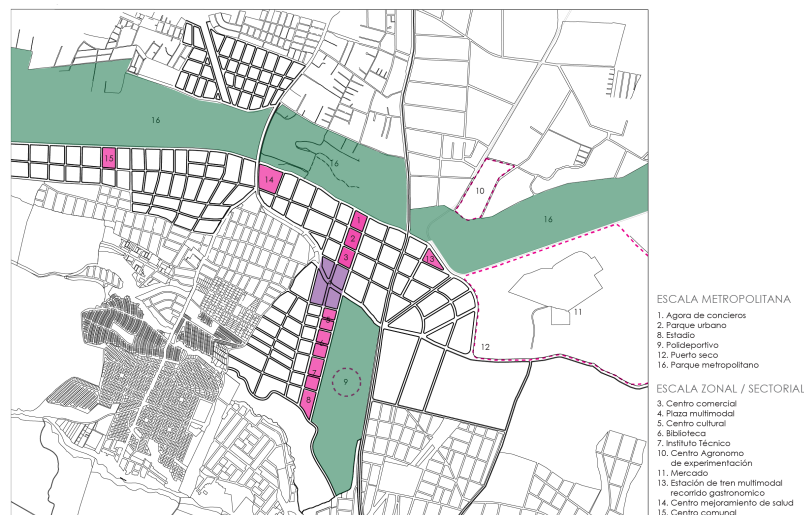 16
15
16
14
10
1
16
2
3
13
11
5
6
12
7
9
8
ESCALA METROPOLITANA
1. Agora de concieros
2. Parque urbano
8. Estadio
9. Polideportivo
12. Puerto seco
16. Parque metropolitano
ESCALA ZONAL / SECTORIAL
3. Centro comercial
4. Plaza multimodal
5. Centro cultural
6. Biblioteca
7. Instituto Técnico
10. Centro Agronomo
de experimentación
11. Mercado
13. Estación de tren multimodal
recorrido gastronomico
14. Centro mejoramiento de salud
15. Centro comunal